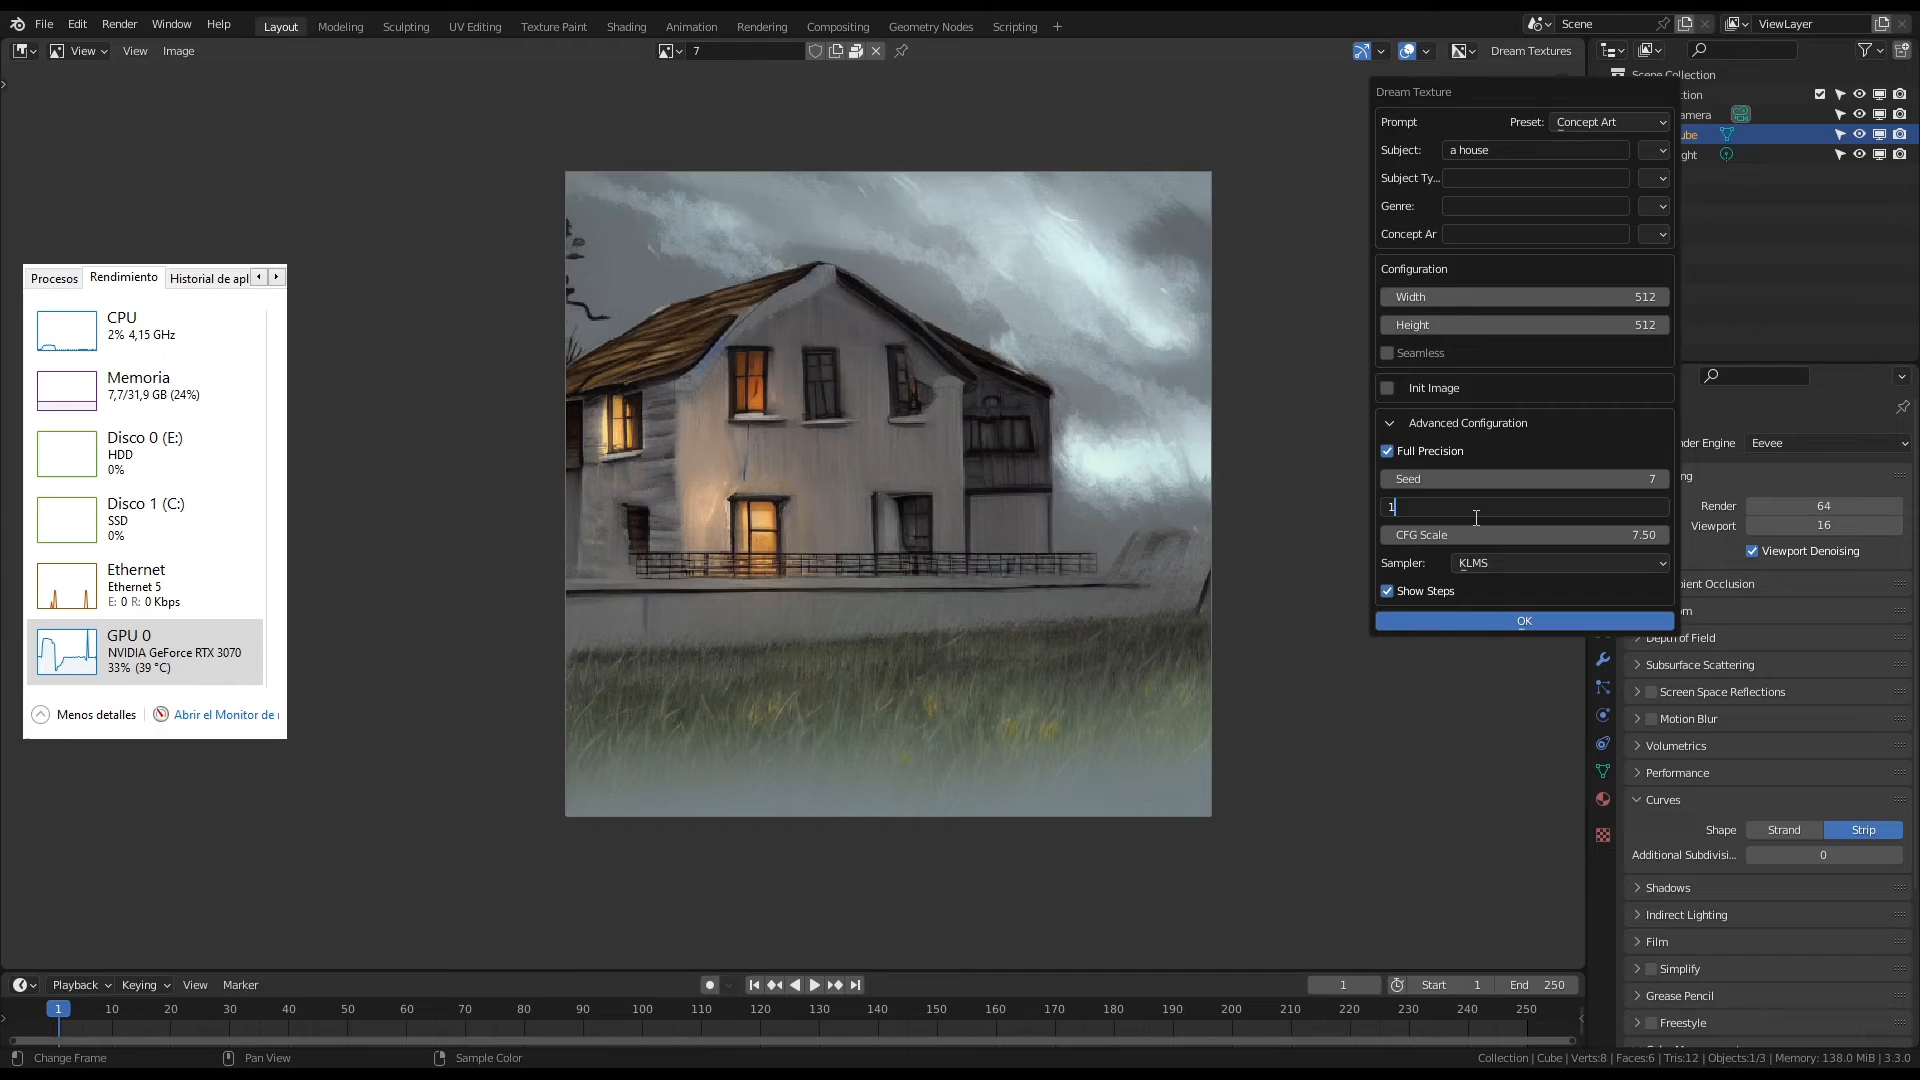 File Edit Render Window Help
Layout Modeling Sculpting UV Editing Texture Paint Shading Animation Rendering Compositing Geometry Nodes Scripting +
Scene
ViewLayer
View View Image
7
Dream Textures
Scene Collection
ction
amera
ube
ght
Dream Texture
Prompt Preset: Concept Art
Subject: a house
Subject Ty...
Genre:
Concept Ar
Configuration
Width 512
Height 512
Seamless
Init Image
Advanced Configuration
Full Precision
Seed 7
1
CFG Scale 7.50
Sampler: KLMS
Show Steps
OK
Procesos Rendimiento Historial de apl
CPU
2% 4,15 GHz
Memoria
7,7/31,9 GB (24%)
Disco 0 (E:)
HDD
0%
Disco 1 (C:)
SSD
0%
Ethernet
Ethernet 5
E: 0 R: 0 Kbps
GPU 0
NVIDIA GeForce RTX 3070
33% (39 °C)
Menos detalles Abrir el Monitor de
nder Engine Eevee
ng
Render 64
Viewport 16
Viewport Denoising
bient Occlusion
om
Depth of Field
Subsurface Scattering
Screen Space Reflections
Motion Blur
Volumetrics
Performance
Curves
Shape Strand Strip
Additional Subdivisi... 0
Shadows
Indirect Lighting
Film
Simplify
Grease Pencil
Freestyle
Playback Keying View Marker
1 Start 1 End 250
1 10 20 30 40 50 60 70 80 90 100 110 120 130 140 150 160 170 180 190 200 210 220 230 240 250
Change Frame Pan View Sample Color
Collection | Cube | Verts:8 | Faces:6 | Tris:12 | Objects:1/3 | Memory: 138.0 MiB | 3.3.0